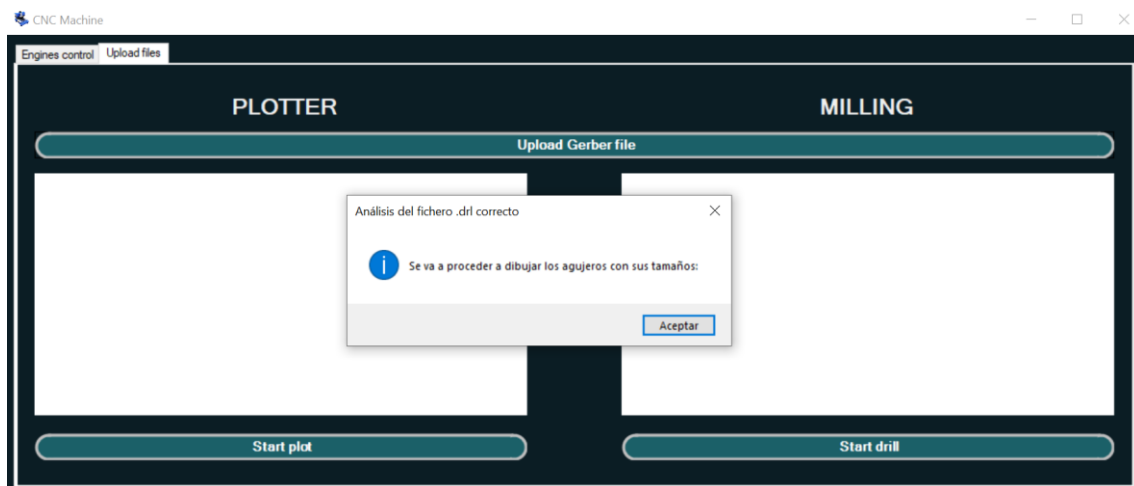 CNC Machine
Engines control
Upload files
PLOTTER
MILLING
Upload Gerber file
Análisis del fichero .drl correcto
Se va a proceder a dibujar los agujeros con sus tamaños:
Aceptar
Start plot
Start drill